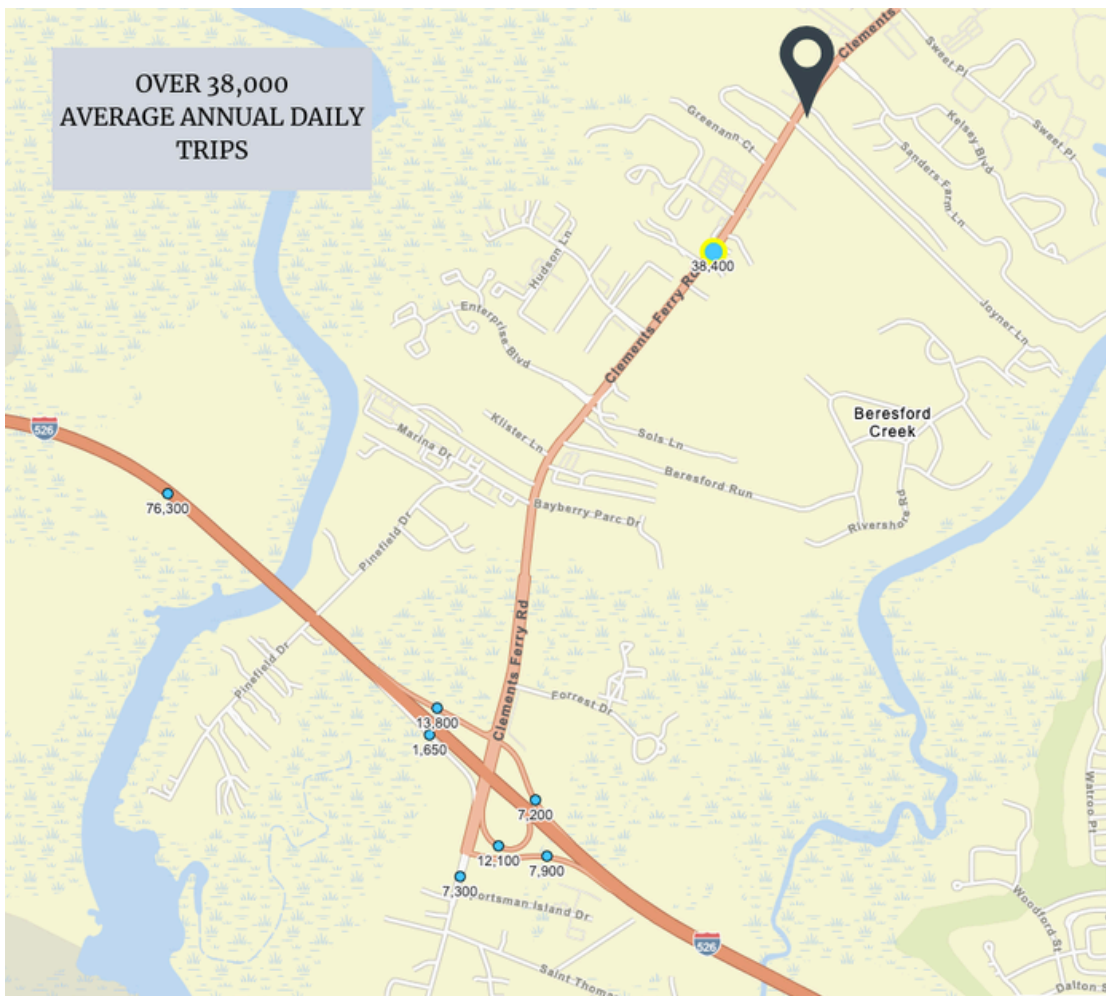 OVER 38,000
AVERAGE ANNUAL DAILY
TRIPS
Clements
Sweet Pl
Greenann Ct
Kelsey Blvd
Sweet Pl
Sanders Farm Ln
Hudson Ln
38,400
Enterprise Blvd
Clements Ferry Rd
Joyner Ln
526
Beresford
Creek
Klister Ln
Marina Dr
Sols Ln
Beresford Run
76,300
Bayberry Parc Dr
Rivershore Rd
Pinefield Dr
Clements Ferry Rd
Pinefield Dr
Forrest Dr
13,800
1,650
7,200
Watroo Pt
12,100
7,900
7,300
ortsman Island Dr
Woodford St
526
Saint Thomas
Dalton S